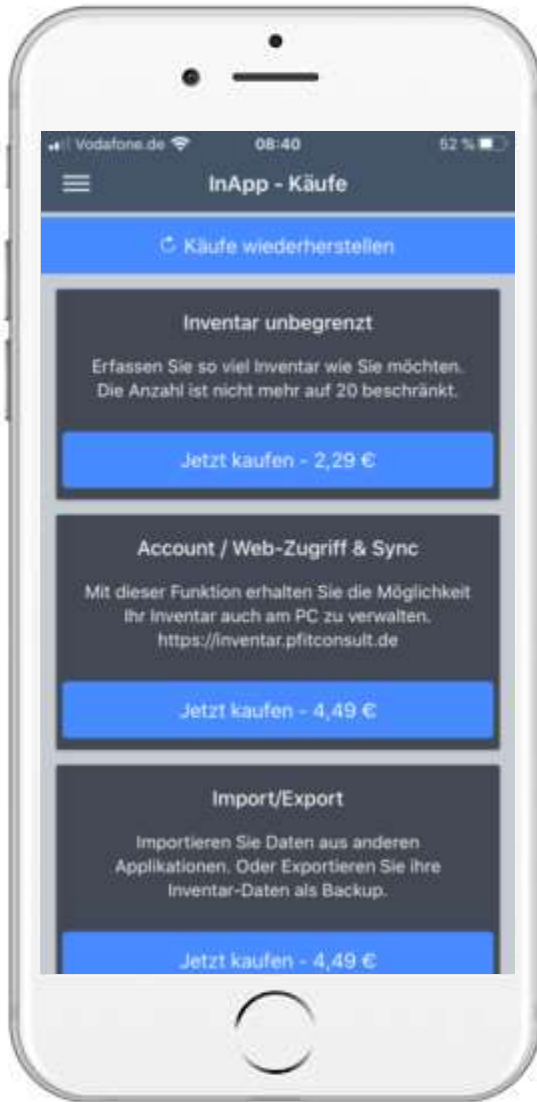 Vodafone.de 08:40 52 %
InApp - Käufe
Käufe wiederherstellen
Inventar unbegrenzt
Erfassen Sie so viel Inventar wie Sie möchten.
Die Anzahl ist nicht mehr auf 20 beschränkt.
Jetzt kaufen - 2,29 €
Account / Web-Zugriff & Sync
Mit dieser Funktion erhalten Sie die Möglichkeit
Ihr Inventar auch am PC zu verwalten.
https://inventar.pfitconsult.de
Jetzt kaufen - 4,49 €
Import/Export
Importieren Sie Daten aus anderen
Applikationen. Oder Exportieren Sie ihre
Inventar-Daten als Backup.
Jetzt kaufen - 4,49 €